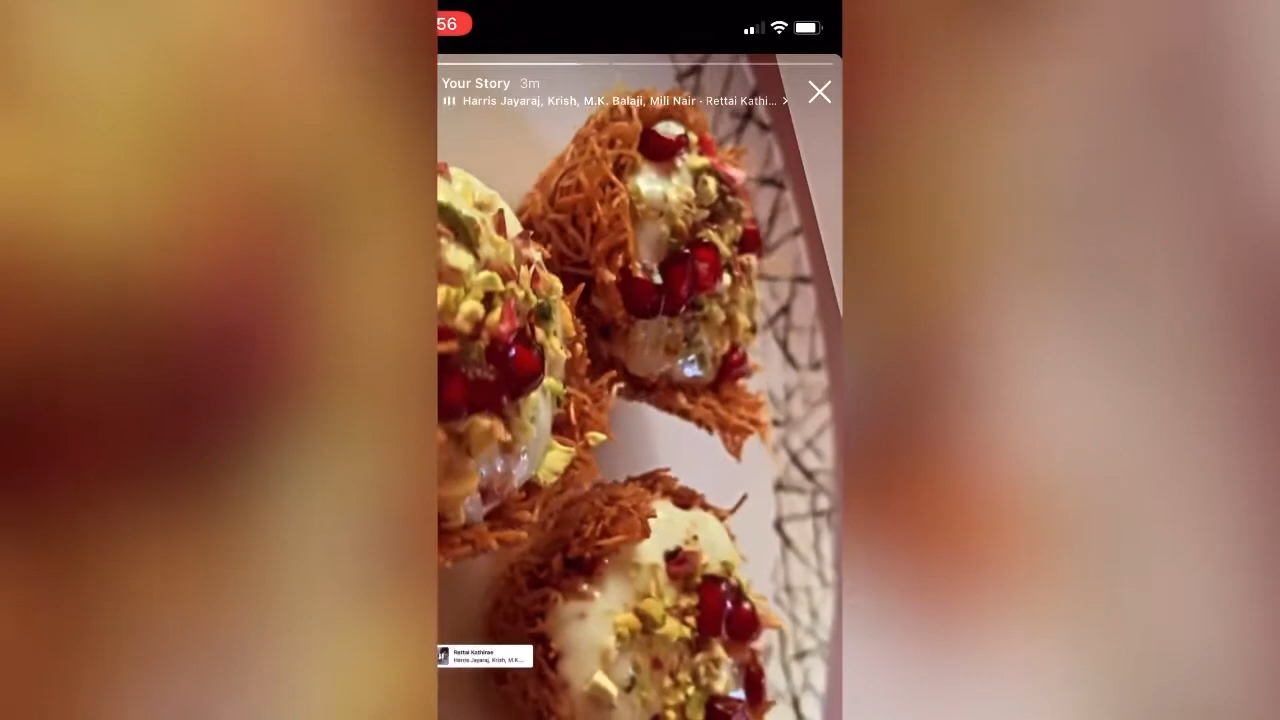 56
Your Story 3m
Harris Jayaraj, Krish, M.K. Balaji, Mili Nair - Rettai Kathi...
Rettai Kathirae
Harris Jayaraj, Krish, M.K...